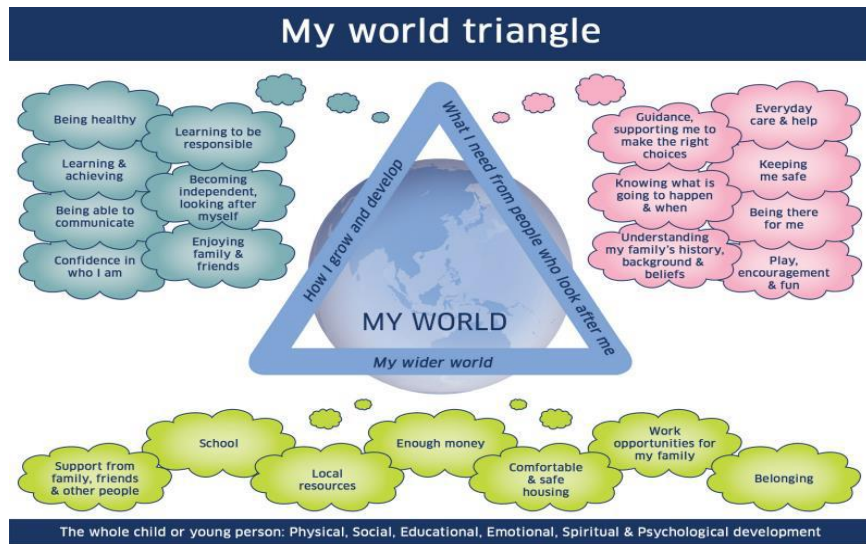 My world triangle
Being healthy
Learning to be
responsible
Learning &
achieving
Becoming
independent,
looking after
myself
Being able to
communicate
Confidence in
who I am
Enjoying
family &
friends
How I grow and develop
What I need from people who look after me
MY WORLD
My wider world
Guidance,
supporting me to
make the right
choices
Everyday
care & help
Knowing what is
going to happen
& when
Keeping
me safe
Being there
for me
Understanding
my family's history,
background &
beliefs
Play,
encouragement
& fun
Support from
family, friends
& other people
School
Local
resources
Enough money
Comfortable
& safe
housing
Work
opportunities for
my family
Belonging
The whole child or young person: Physical, Social, Educational, Emotional, Spiritual & Psychological development